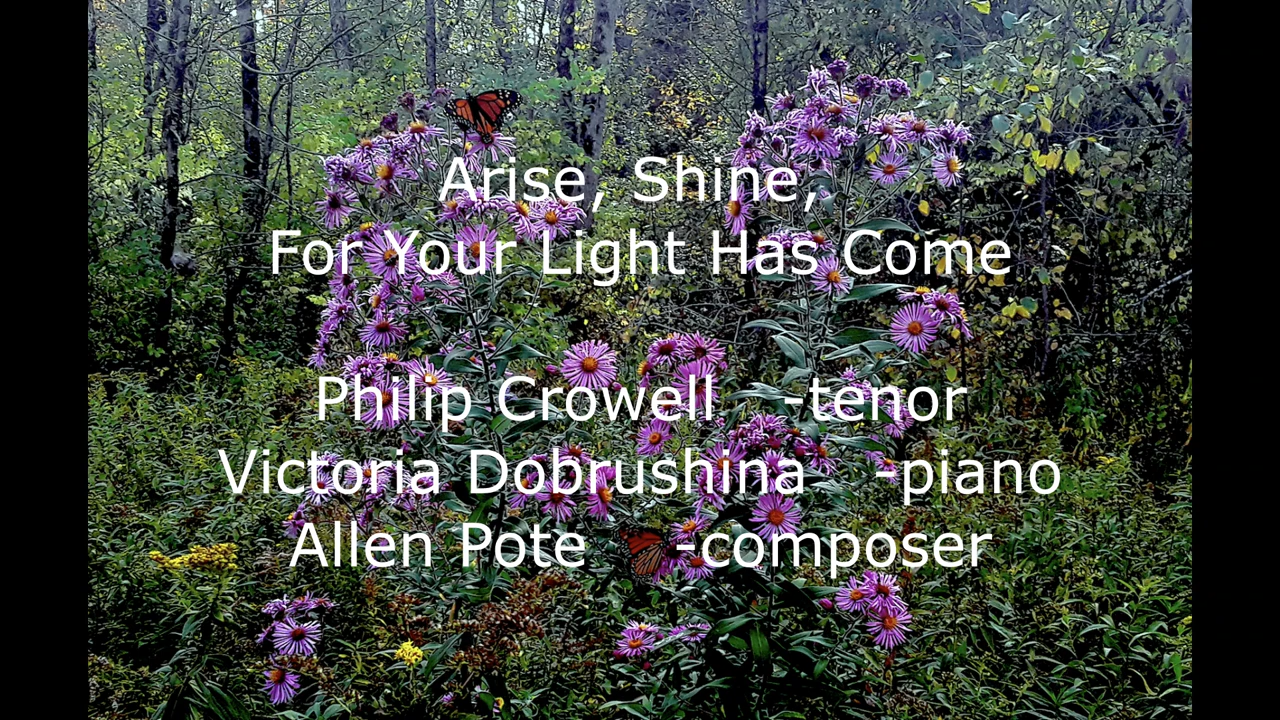 Arise, Shine,
For Your Light Has Come
Philip Crowell -tenor
Victoria Dobrushina -piano
Allen Pote -composer